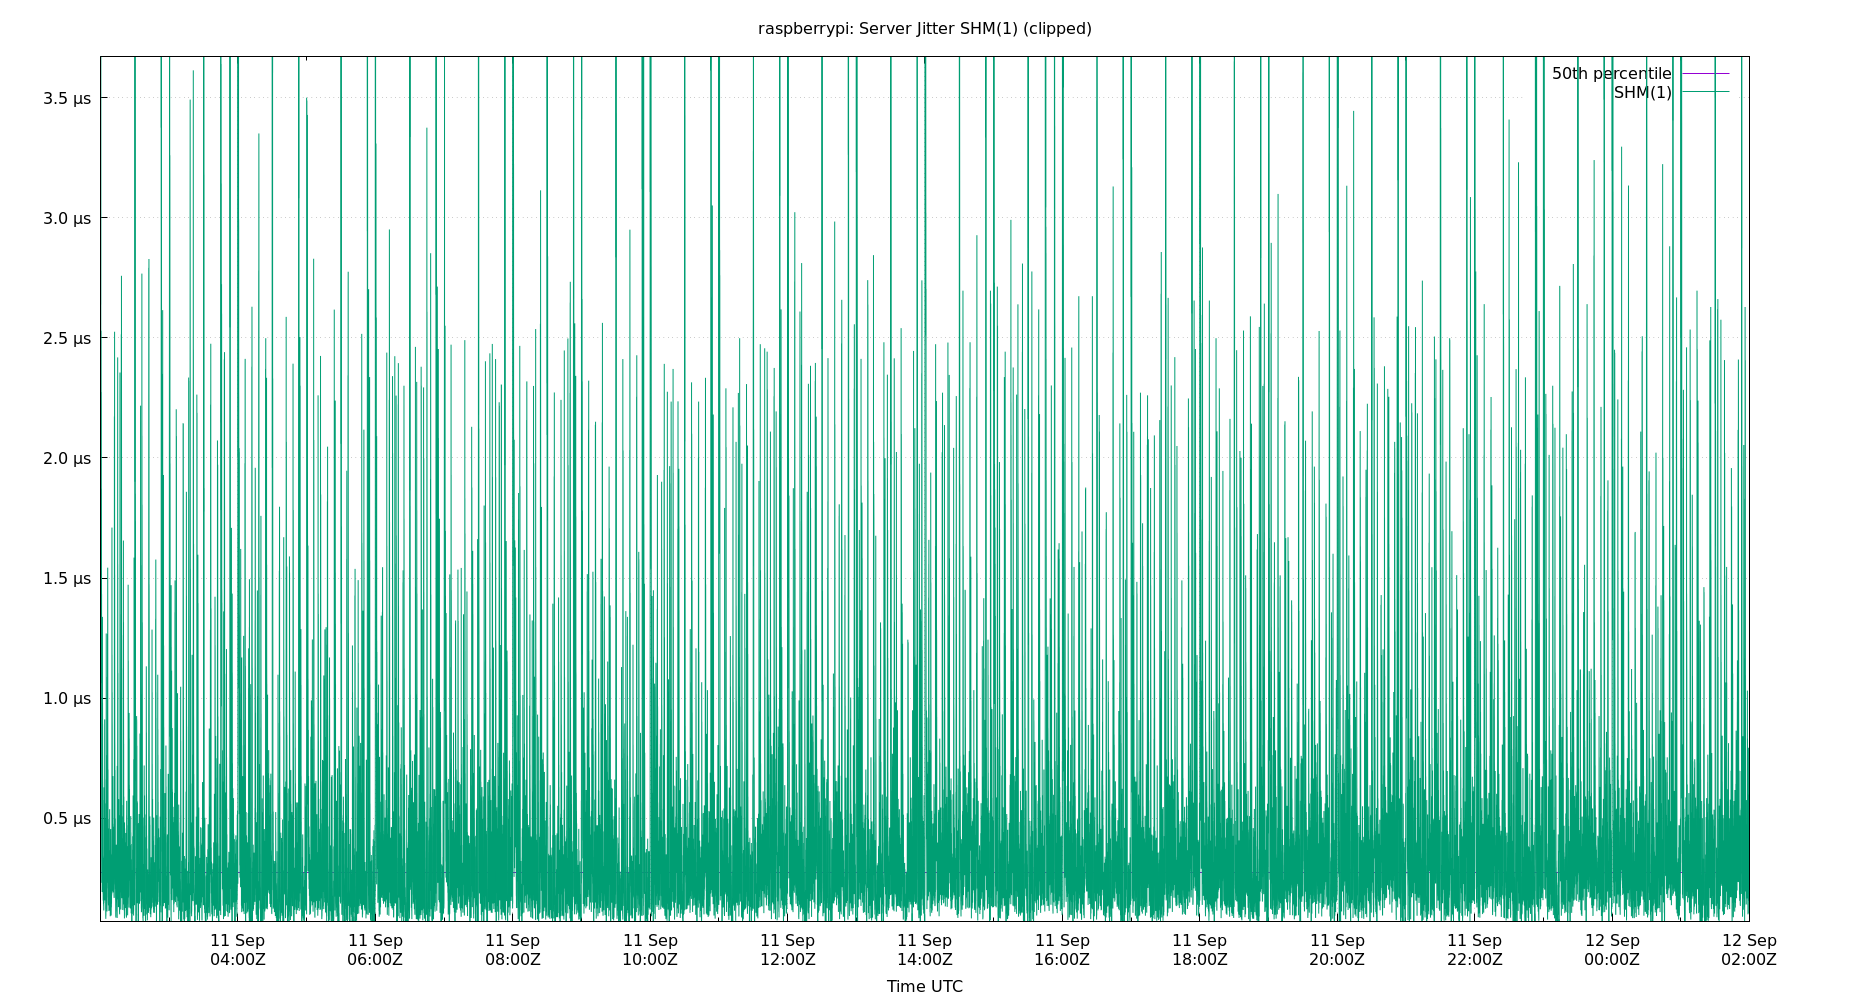 raspberrypi: Server Jitter SHM(1) (clipped)
50th percentile
SHM(1)
3.5 µs
3.0 µs
2.5 µs
2.0 µs
1.5 µs
1.0 µs
0.5 µs
11 Sep 11 Sep 11 Sep 11 Sep 11 Sep 11 Sep 11 Sep 11 Sep 11 Sep 11 Sep 12 Sep 12 Sep
04:00Z 06:00Z 08:00Z 10:00Z 12:00Z 14:00Z 16:00Z 18:00Z 20:00Z 22:00Z 00:00Z 02:00Z
Time UTC